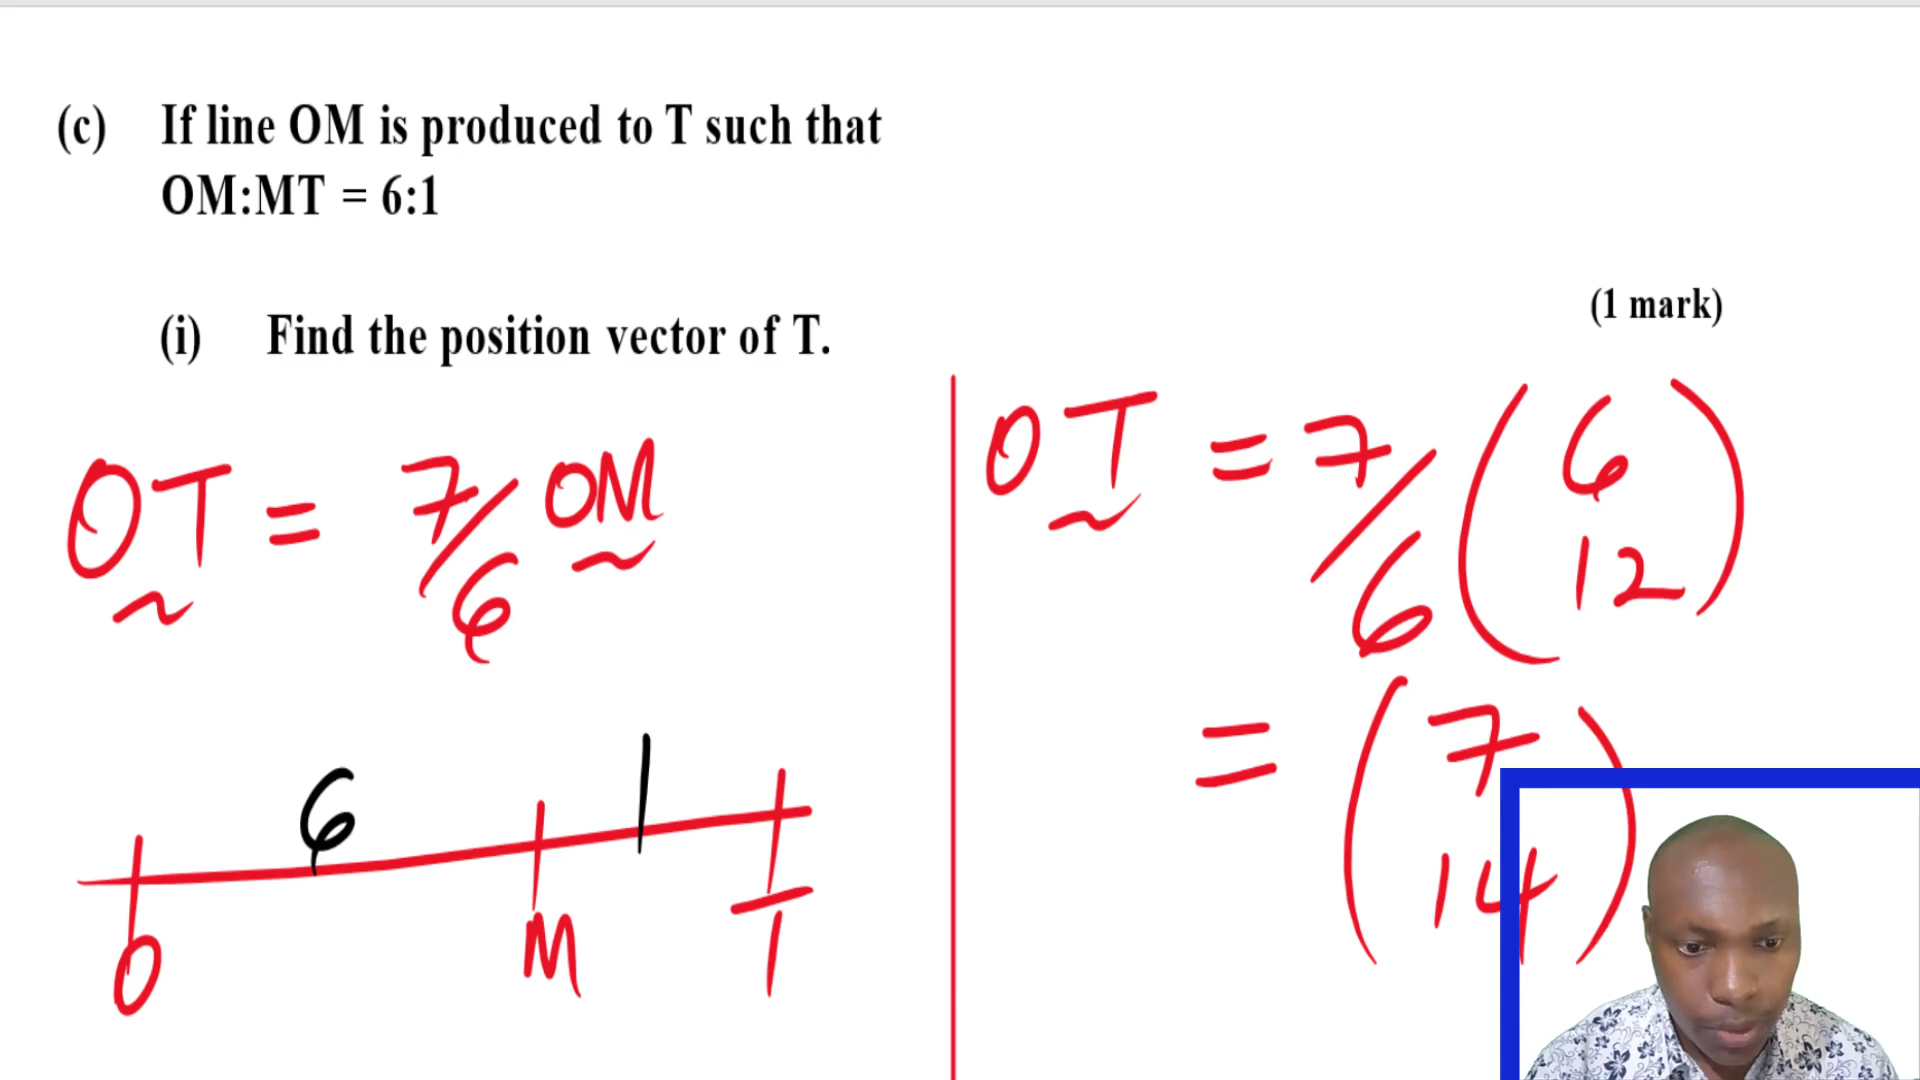 (c) If line OM is produced to T such that
OM:MT = 6:1
(1 mark)
(i) Find the position vector of T.
OT = 7/6 OM
6 1
O M T
OT = 7/6 (6 12)
= (7 14)